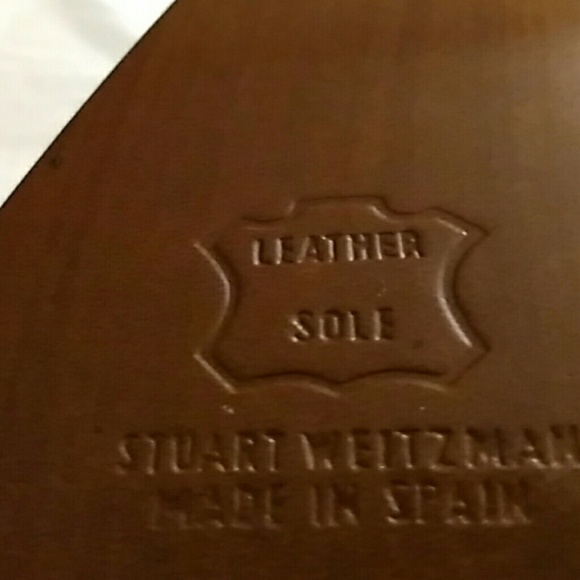 LEATHER
SOLE
STUART WEITZMAN
MADE IN SPAIN